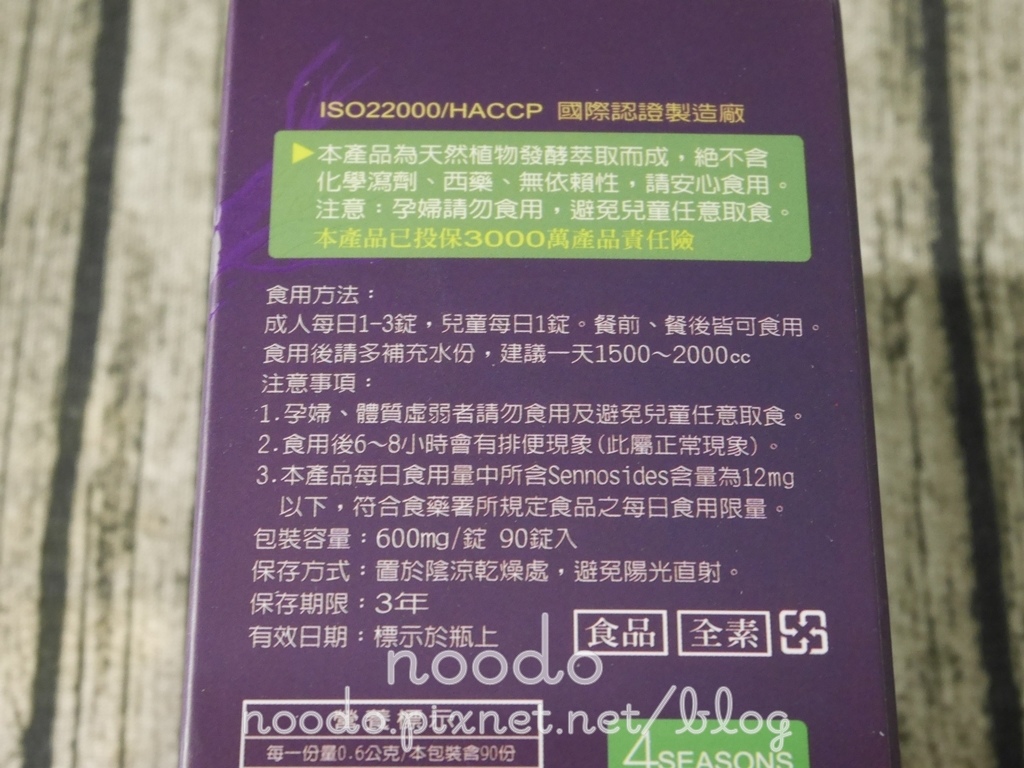 ISO22000/HACCP 國際認證製造廠
▶本產品為天然植物發酵萃取而成，絕不含
化學瀉劑、西藥、無依賴性，請安心食用。
注意：孕婦請勿食用，避免兒童任意取食。
本產品已投保3000萬產品責任險
食用方法：
成人每日1-3錠，兒童每日1錠。餐前、餐後皆可食用。
食用後請多補充水份，建議一天1500～2000cc
注意事項：
1.孕婦、體質虛弱者請勿食用及避免兒童任意取食。
2.食用後6～8小時會有排便現象(此屬正常現象)。
3.本產品每日食用量中所含Sennosides含量為12mg
以下，符合食藥署所規定食品之每日食用限量。
包裝容量：600mg/錠 90錠入
保存方式：置於陰涼乾燥處，避免陽光直射。
保存期限：3年
有效日期：標示於瓶上
食品 全素
noodo
營養標示
noodo.pixnet.net/blog
每一份量0.6公克/本包裝含90份
4SEASONS